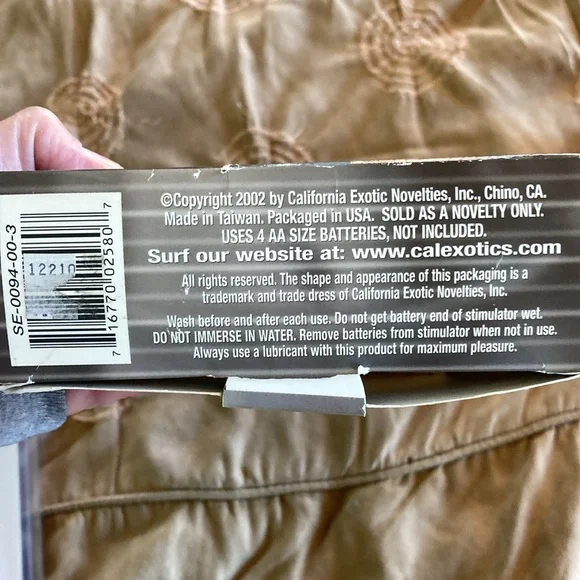 ©Copyright 2002 by California Exotic Novelties, Inc., Chino, CA.
Made in Taiwan. Packaged in USA. SOLD AS A NOVELTY ONLY.
USES 4 AA SIZE BATTERIES, NOT INCLUDED.
Surf our website at: www.calexotics.com
All rights reserved. The shape and appearance of this packaging is a
trademark and trade dress of California Exotic Novelties, Inc.
Wash before and after each use. Do not get battery end of stimulator wet.
DO NOT IMMERSE IN WATER. Remove batteries from stimulator when not in use.
Always use a lubricant with this product for maximum pleasure.
SE-0094-00-3
12210
7 16770 02580 7